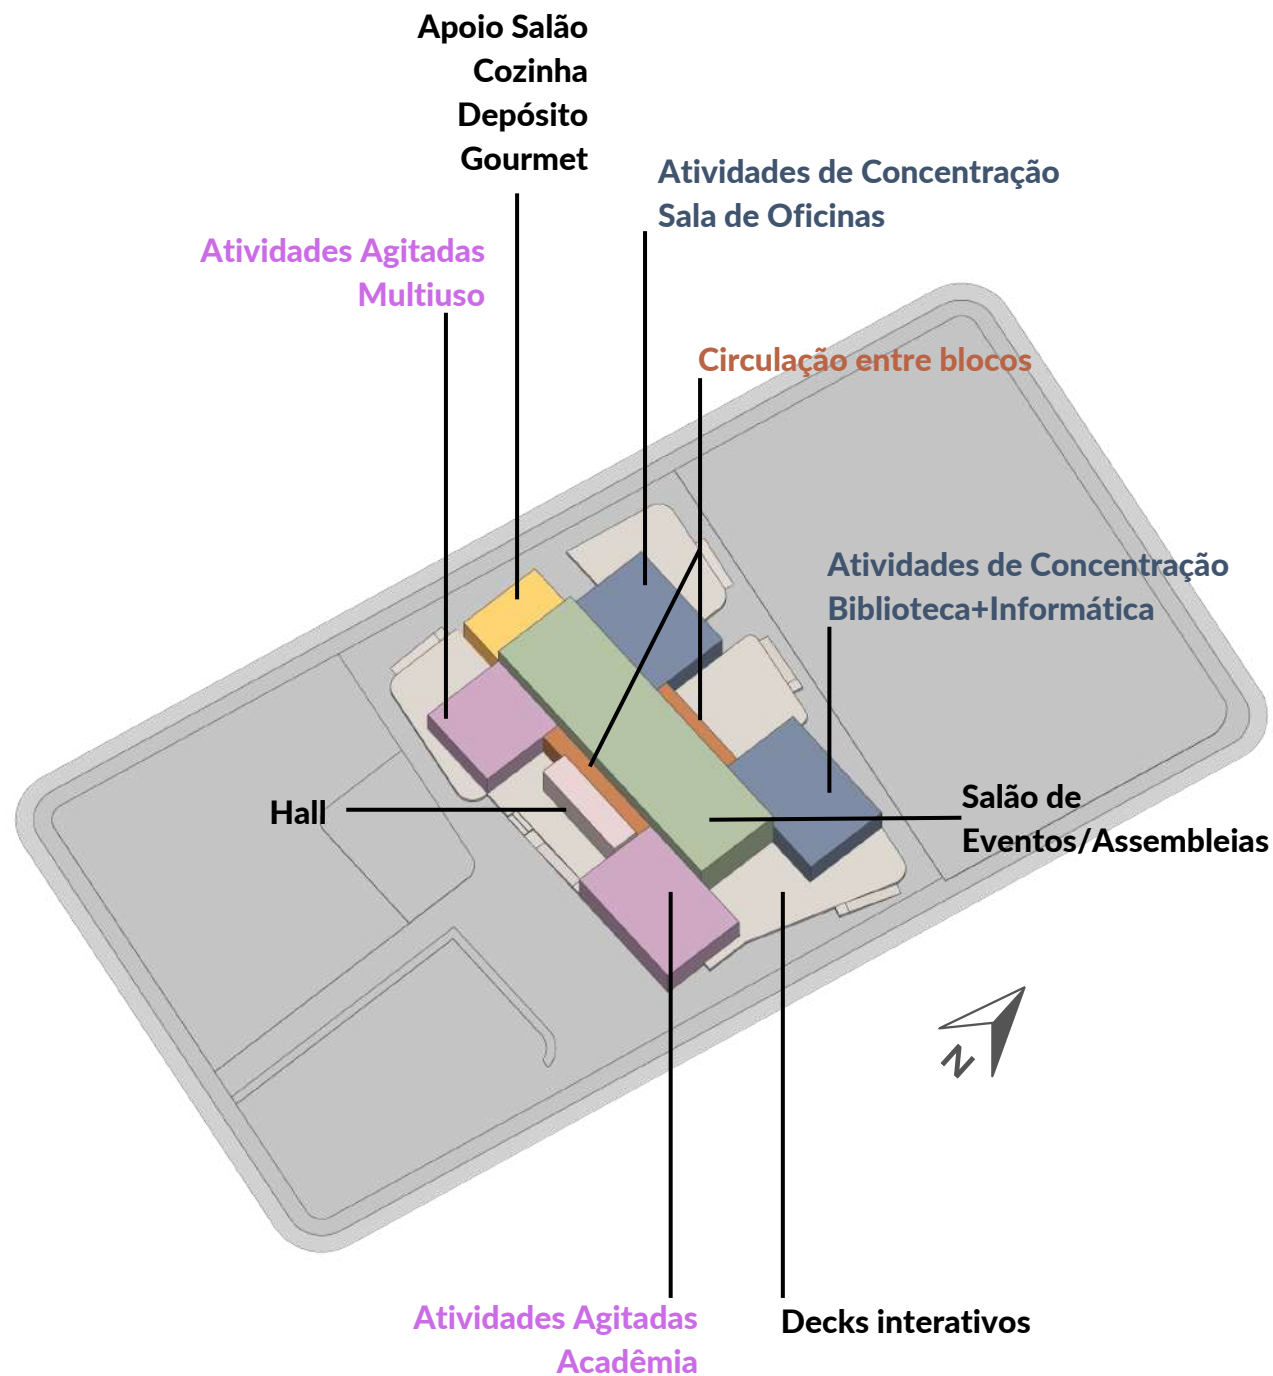 Apoio Salão
Cozinha
Depósito
Gourmet
Atividades de Concentração
Sala de Oficinas
Atividades Agitadas
Multiuso
Circulação entre blocos
Atividades de Concentração
Biblioteca+Informática
Hall
Salão de
Eventos/Assembleias
N
Atividades Agitadas
Acadêmia
Decks interativos